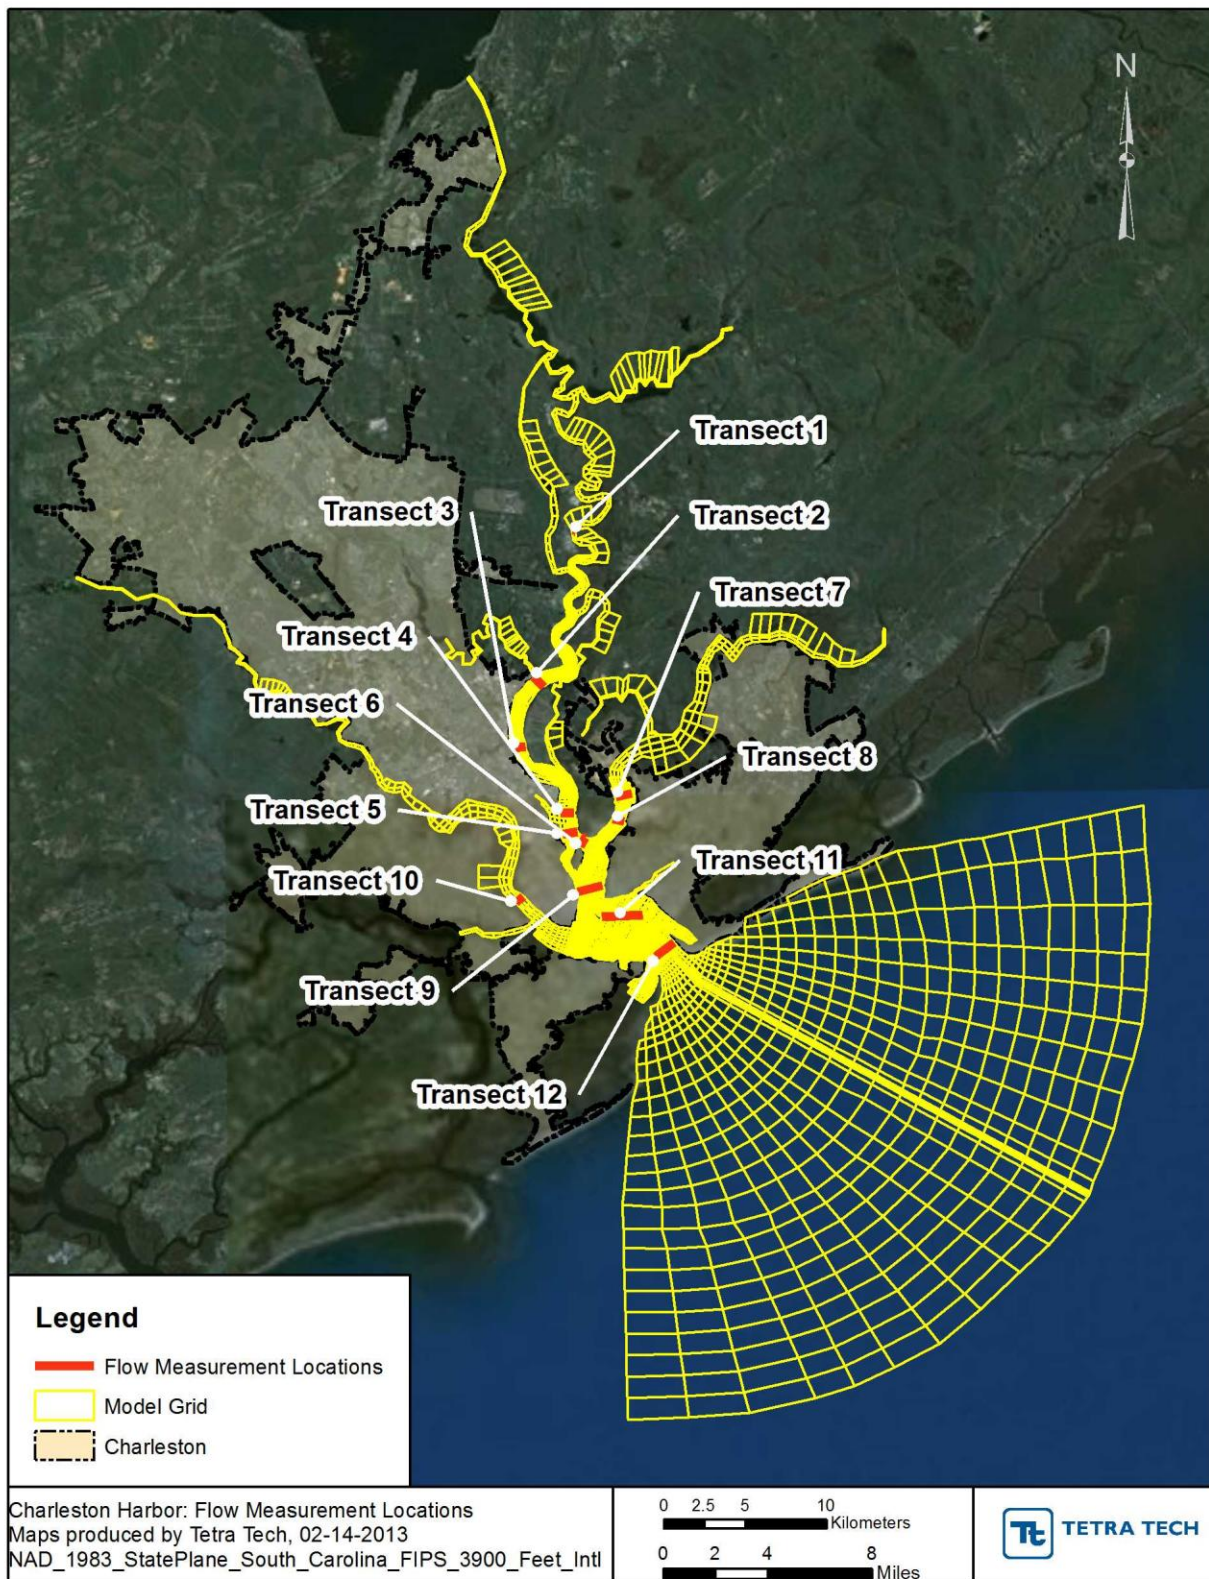 N
Transect 1
Transect 3
Transect 2
Transect 7
Transect 4
Transect 6
Transect 8
Transect 5
Transect 11
Transect 10
Transect 9
Transect 12
Legend
Flow Measurement Locations
Model Grid
Charleston
Charleston Harbor: Flow Measurement Locations
Maps produced by Tetra Tech, 02-14-2013
NAD_1983_StatePlane_South_Carolina_FIPS_3900_Feet_Intl
0 2.5 5 10
Kilometers
0 2 4 8
Miles
Tt TETRA TECH